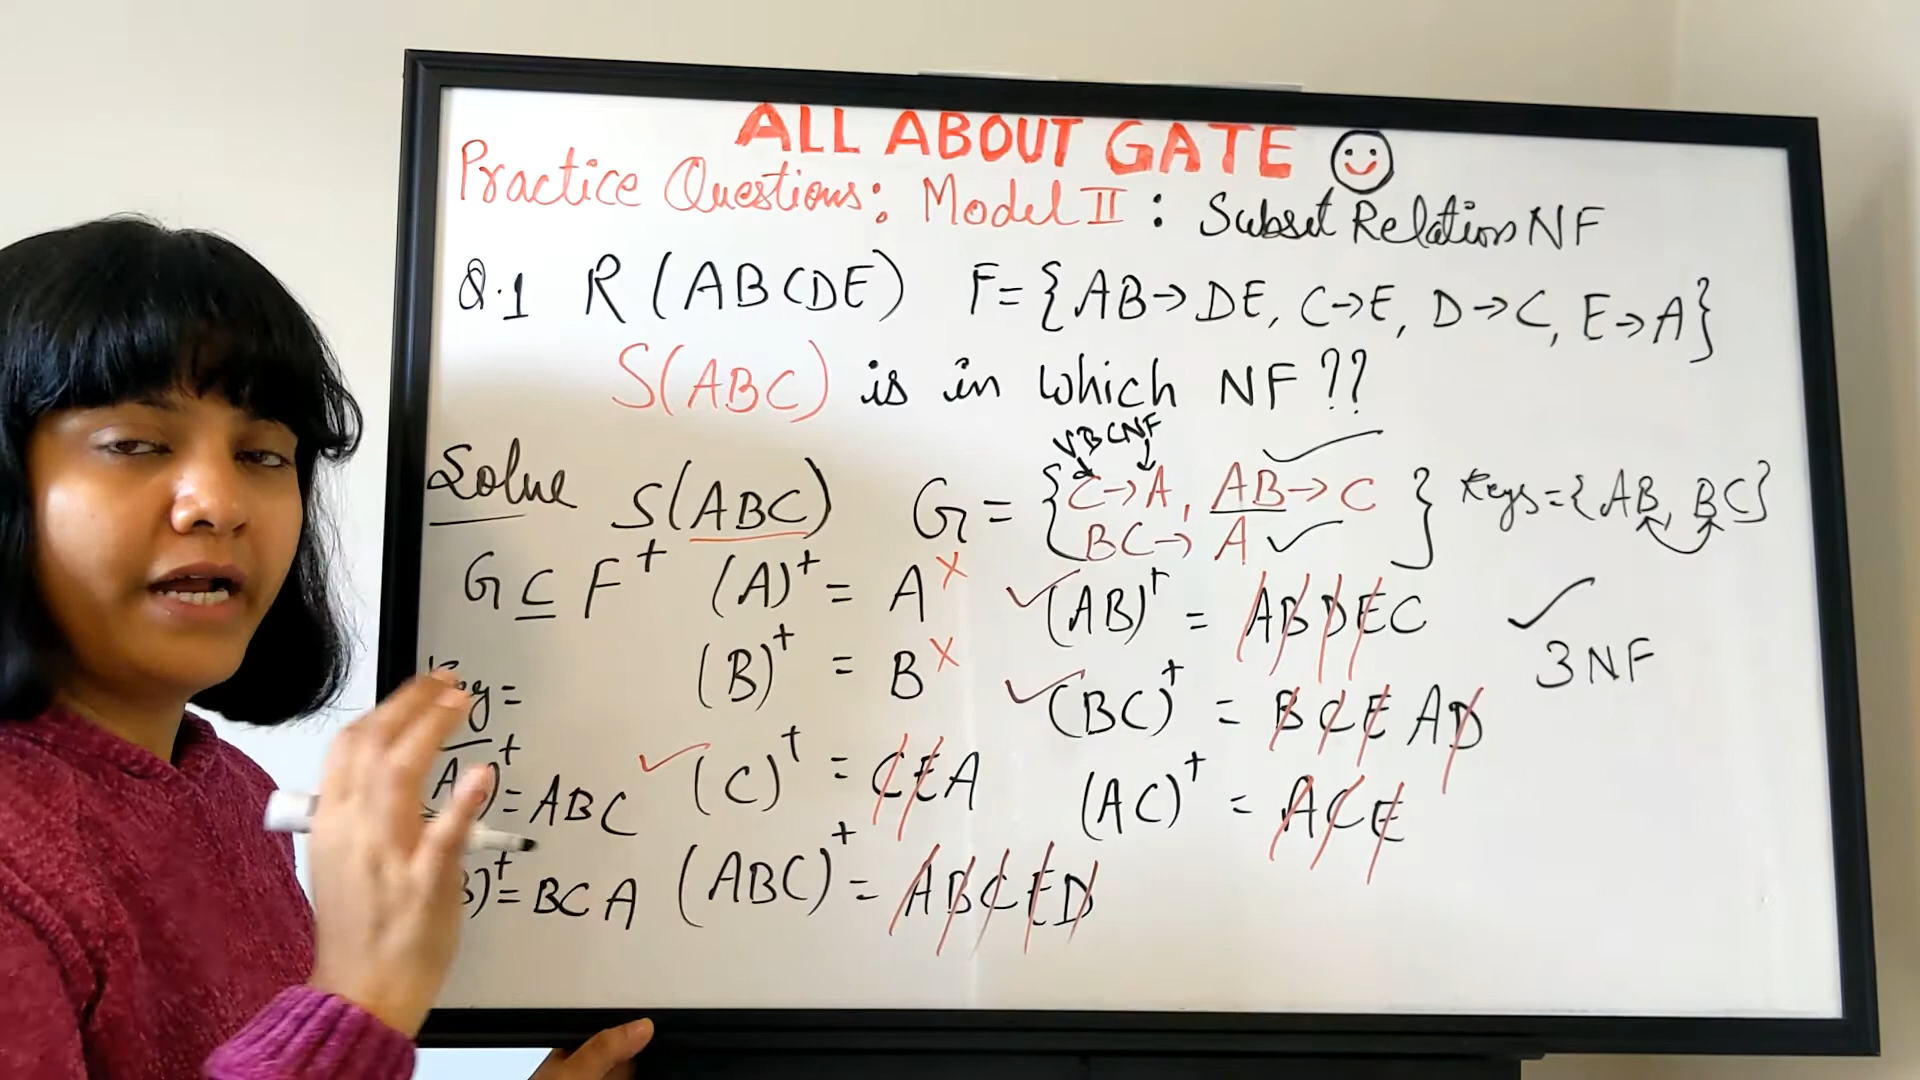 ALL ABOUT GATE
Practice Questions: Model II : Subset Relation NF
Q.1 R(ABCDE) F={AB→DE, C→E, D→C, E→A}
S(ABC) is in which NF??
BCNF
Solve S(ABC) G={C→A, AB→C Keys={AB, BC}
BC→A}
G⊆F⁺ (A)⁺=A× ✓(AB)⁺=ABDEC
(B)⁺=B× ✓3NF
Key= ✓(BC)⁺=BCEAD
✓(C)⁺=CEA
=ABC (AC)⁺=ACE
=BCA (ABC)⁺=ABCED